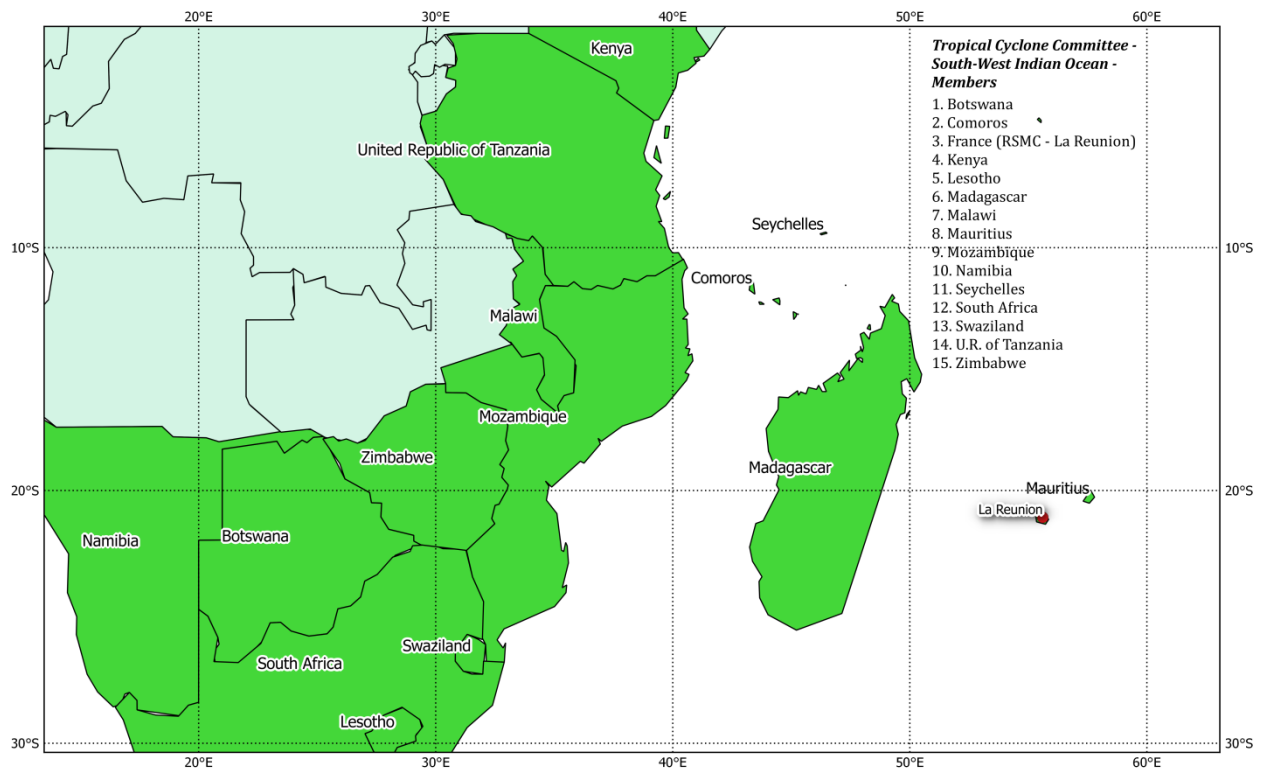 20°S
30°E
40°E
50°E
60°E
Kenya
Tropical Cyclone Committee -
South-West Indian Ocean -
Members
1. Botswana
2. Comoros
3. France (RSMC - La Reunion)
4. Kenya
5. Lesotho
6. Madagascar
7. Malawi
8. Mauritius
9. Mozambique
10. Namibia
11. Seychelles
12. South Africa
13. Swaziland
14. U.R. of Tanzania
15. Zimbabwe
United Republic of Tanzania
Seychelles
10°S
10°S
Comoros
Malawi
Mozambique
Zimbabwe
Madagascar
20°S
Mauritius
20°S
La Reunion
Namibia
Botswana
Swaziland
South Africa
Lesotho
30°S
30°S
20°E
30°E
40°E
50°E
60°E